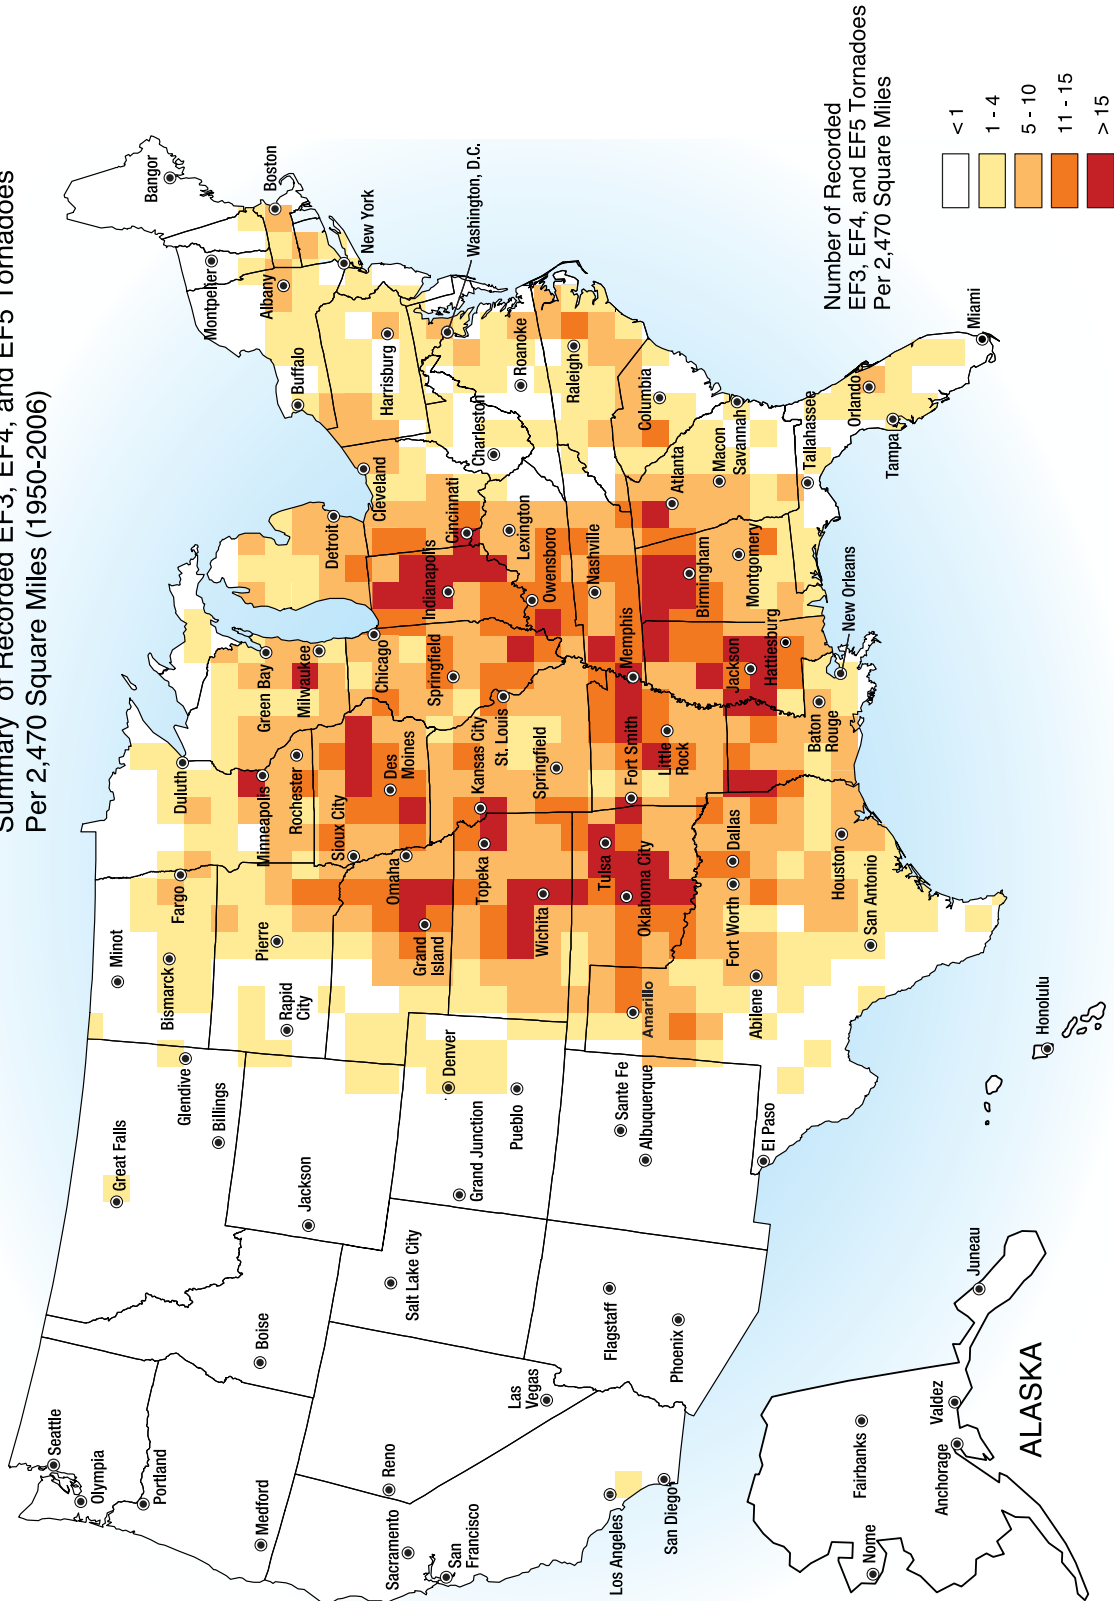 Summary of Recorded EF3, EF4, and EF5 Tornadoes
Per 2,470 Square Miles (1950-2006)
Seattle
Olympia
Portland
Medford
Boise
Great Falls
Glendive
Billings
Minot
Bismarck
Fargo
Duluth
Minneapolis
Rochester
Green Bay
Milwaukee
Pierre
Rapid
City
Jackson
Sioux City
Omaha
Des
Moines
Grand
Island
Chicago
Detroit
Cleveland
Buffalo
Albany
Montpelier
Bangor
Boston
New York
Harrisburg
Washington, D.C.
Reno
Sacramento
San
Francisco
Salt Lake City
Las
Vegas
Grand Junction
Denver
Pueblo
Topeka
Kansas City
St. Louis
Springfield
Springfield
Indianapolis
Cincinnati
Charleston
Lexington
Owensboro
Roanoke
Raleigh
Wichita
Los Angeles
San Diego
Flagstaff
Phoenix
Sante Fe
Albuquerque
El Paso
Amarillo
Oklahoma City
Tulsa
Fort Smith
Little
Rock
Memphis
Nashville
Birmingham
Montgomery
Atlanta
Macon
Savannah
Columbia
Abilene
Fort Worth
Dallas
Houston
San Antonio
Baton
Rouge
New Orleans
Jackson
Hattiesburg
Tallahassee
Orlando
Tampa
Miami
Nome
Fairbanks
Anchorage
Valdez
Juneau
ALASKA
Honolulu
Number of Recorded
EF3, EF4, and EF5 Tornadoes
Per 2,470 Square Miles
< 1
1 - 4
5 - 10
11 - 15
> 15